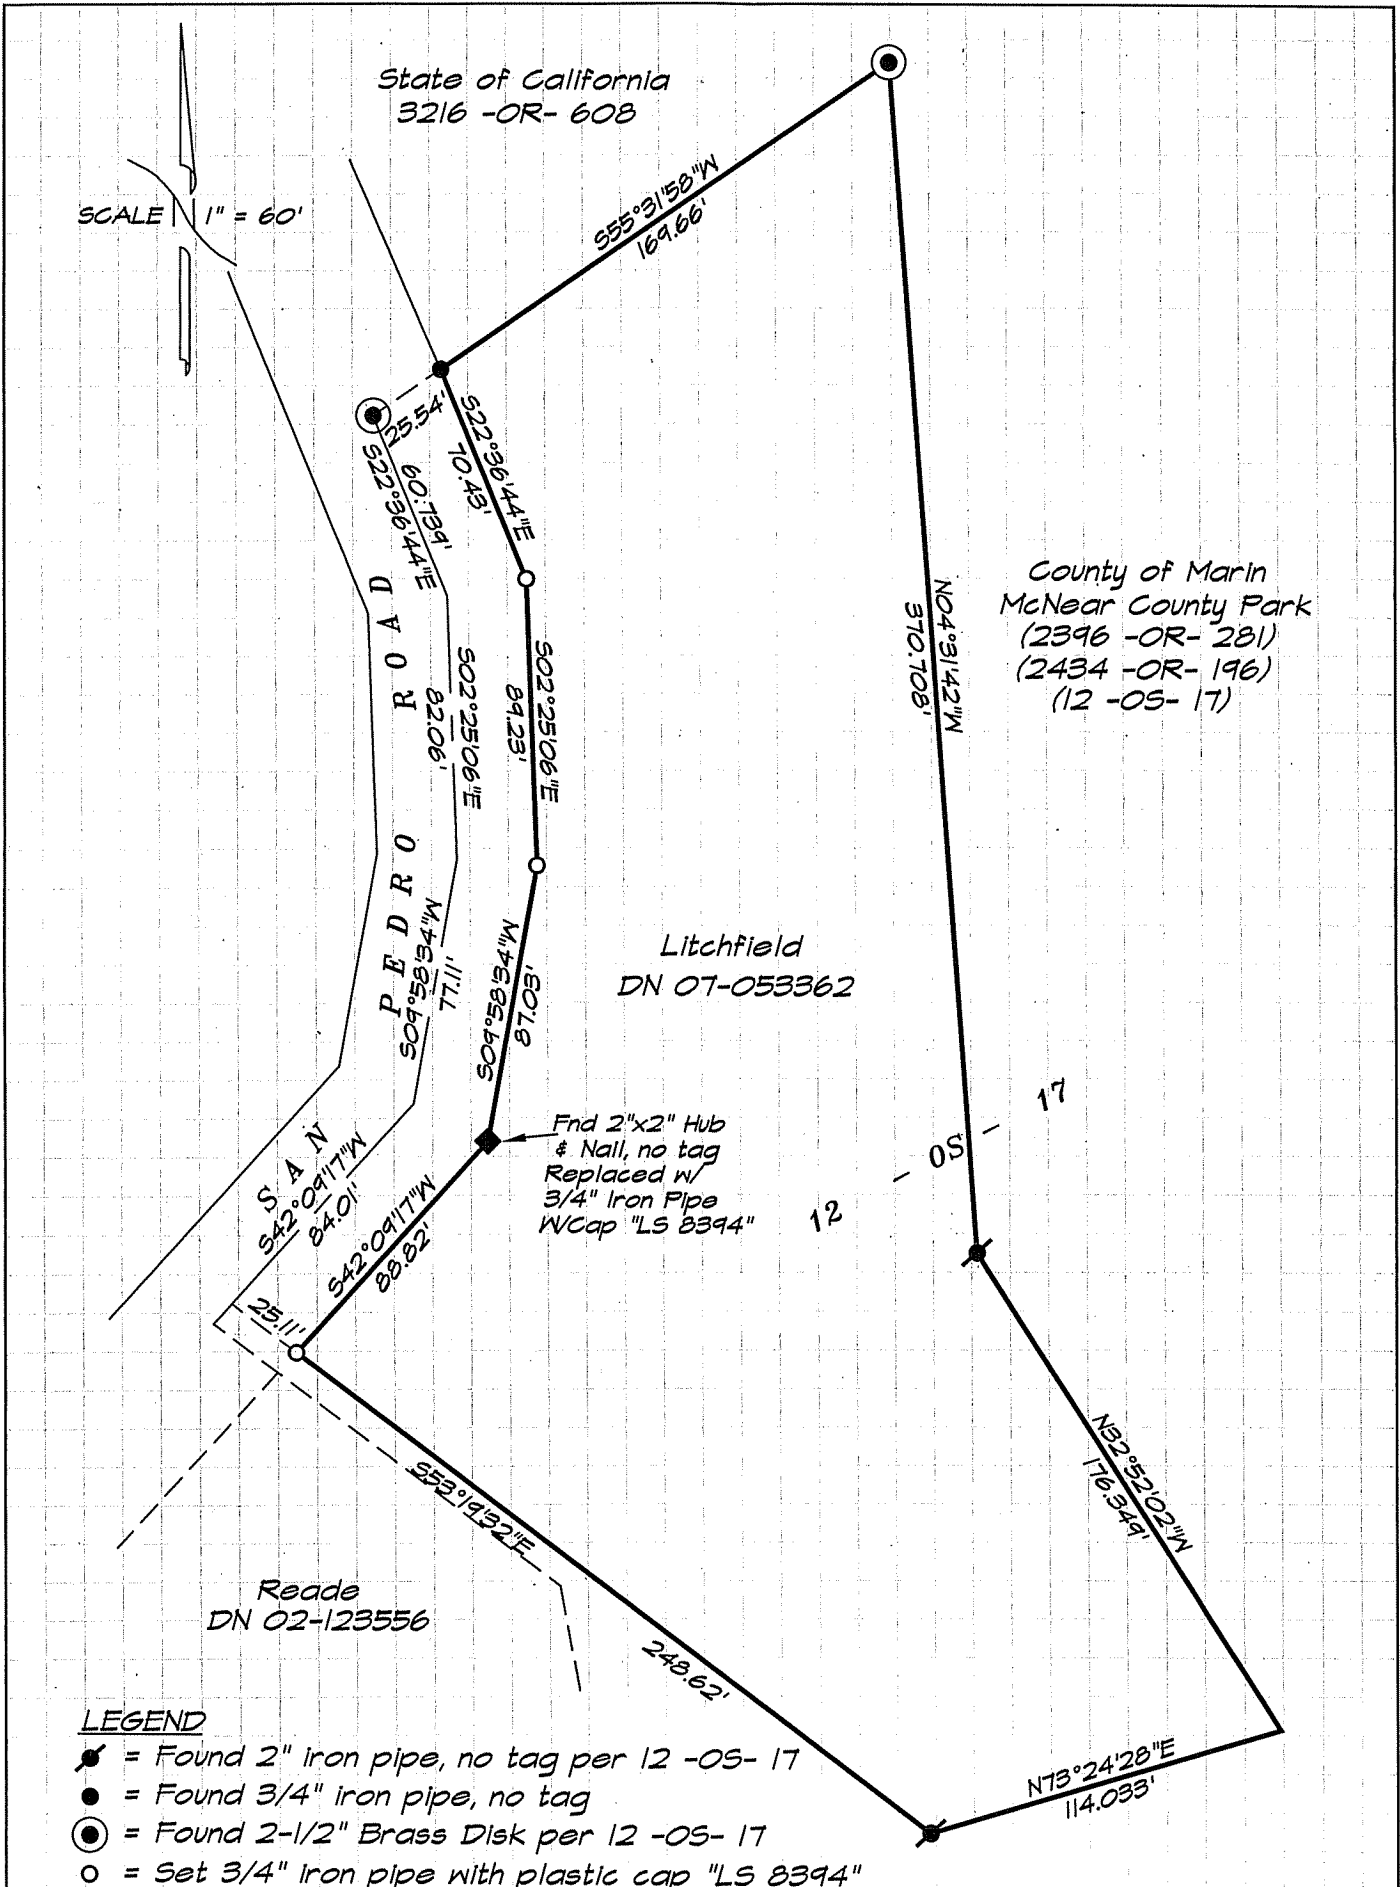 State of California
3216 -OR- 608
SCALE 1" = 60'
S55°31'58"W
169.66'
25.54'
S22°36'44"E
70.43'
60.739'
S22°36'44"E
S02°25'06"E
89.23'
S02°25'06"E
82.06'
N04°31'42"W
370.708'
County of Marin
McNear County Park
(2396 -OR- 281)
(2434 -OR- 196)
(12 -OS- 17)
SAN PEDRO ROAD
S09°58'34"W
77.11'
S09°58'34"W
87.03'
Litchfield
DN 07-053362
12 - OS - 17
Fnd 2"x2" Hub
& Nail, no tag
Replaced w/
3/4" Iron Pipe
W/Cap "LS 8394"
S42°09'17"W
84.01'
S42°09'17"W
88.82'
25.11'
S53°19'32"E
248.62'
N32°52'02"W
176.349'
N73°24'28"E
114.033'
Reade
DN 02-123556
LEGEND
= Found 2" iron pipe, no tag per 12 -OS- 17
= Found 3/4" iron pipe, no tag
= Found 2-1/2" Brass Disk per 12 -OS- 17
= Set 3/4" iron pipe with plastic cap "LS 8394"